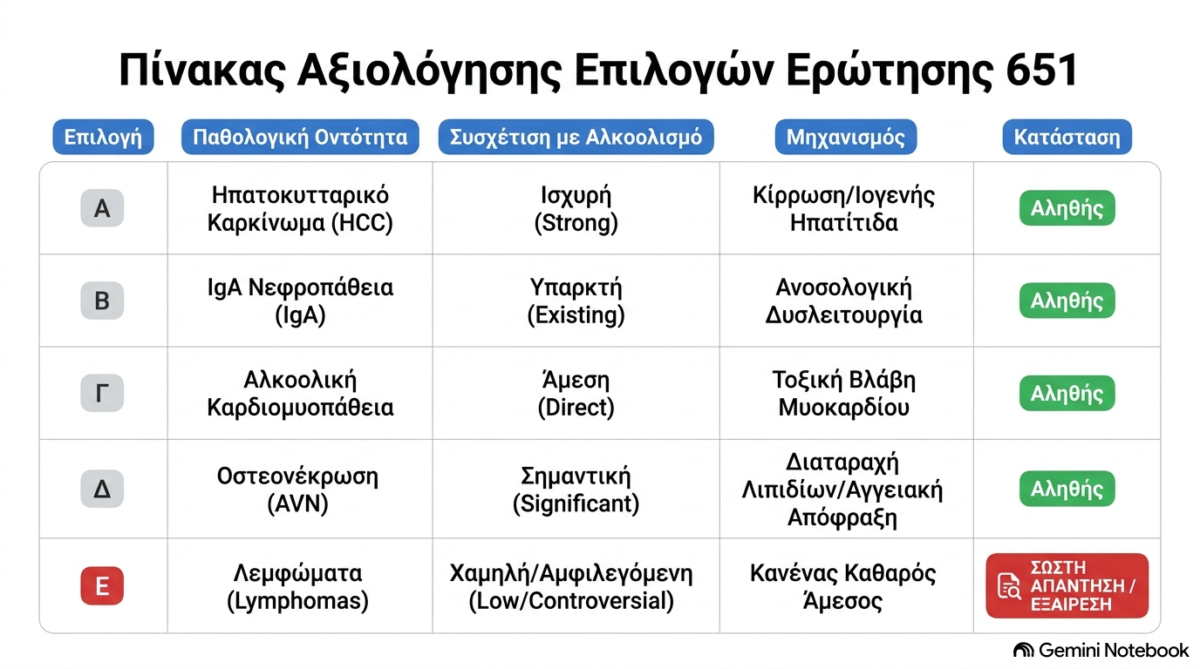 Πίνακας Αξιολόγησης Επιλογών Ερώτησης 651
Επιλογή
Παθολογική Οντότητα
Συσχέτιση με Αλκοολισμό
Μηχανισμός
Κατάσταση
Α
Ηπατοκυτταρικό
Καρκίνωμα (HCC)
Ισχυρή
(Strong)
Κίρρωση/Ιογενής
Ηπατίτιδα
Αληθής
Β
IgA Νεφροπάθεια
(IgA)
Υπαρκτή
(Existing)
Ανοσολογική
Δυσλειτουργία
Αληθής
Γ
Αλκοολική
Καρδιομυοπάθεια
Άμεση
(Direct)
Τοξική Βλάβη
Μυοκαρδίου
Αληθής
Δ
Οστεονέκρωση
(AVN)
Σημαντική
(Significant)
Διαταραχή
Λιπιδίων/Αγγειακή
Απόφραξη
Αληθής
Ε
Λεμφώματα
(Lymphomas)
Χαμηλή/Αμφιλεγόμενη
(Low/Controversial)
Κανένας Καθαρός
Άμεσος
ΣΩΣΤΗ
ΑΠΑΝΤΗΣΗ /
ΕΞΑΙΡΕΣΗ
Gemini Notebook